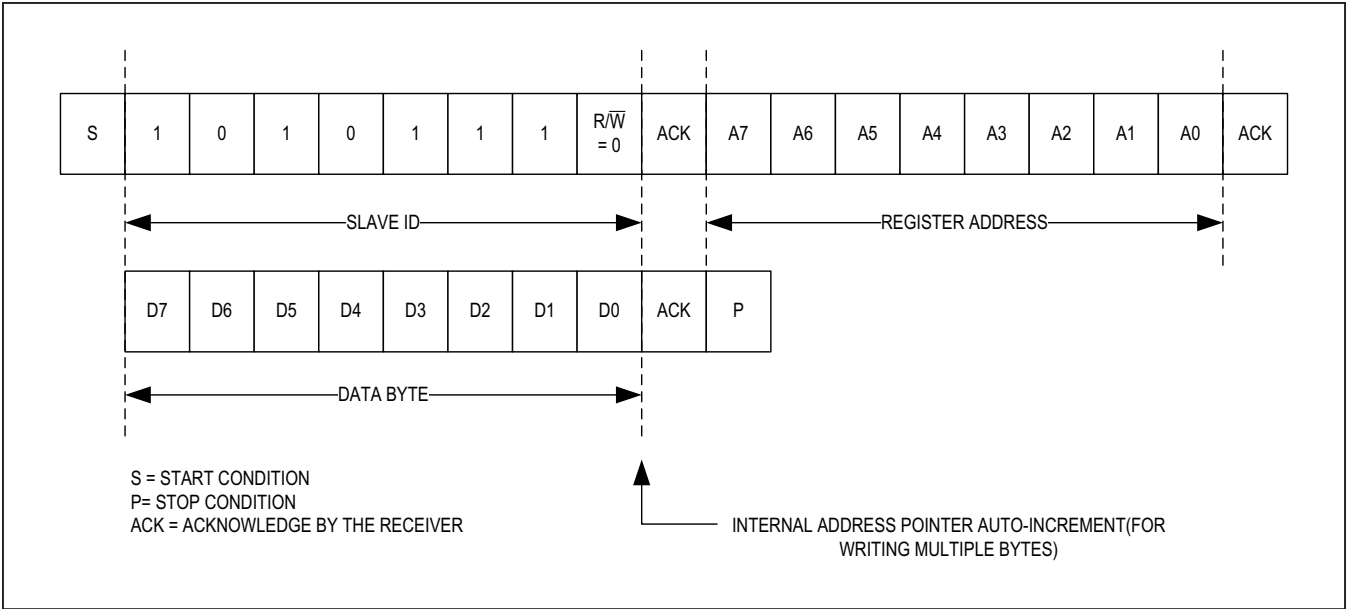 S 1 0 1 0 1 1 1 R/W̅ = 0 ACK A7 A6 A5 A4 A3 A2 A1 A0 ACK
SLAVE ID REGISTER ADDRESS
D7 D6 D5 D4 D3 D2 D1 D0 ACK P
DATA BYTE
S = START CONDITION
P= STOP CONDITION
ACK = ACKNOWLEDGE BY THE RECEIVER
INTERNAL ADDRESS POINTER AUTO-INCREMENT(FOR
WRITING MULTIPLE BYTES)